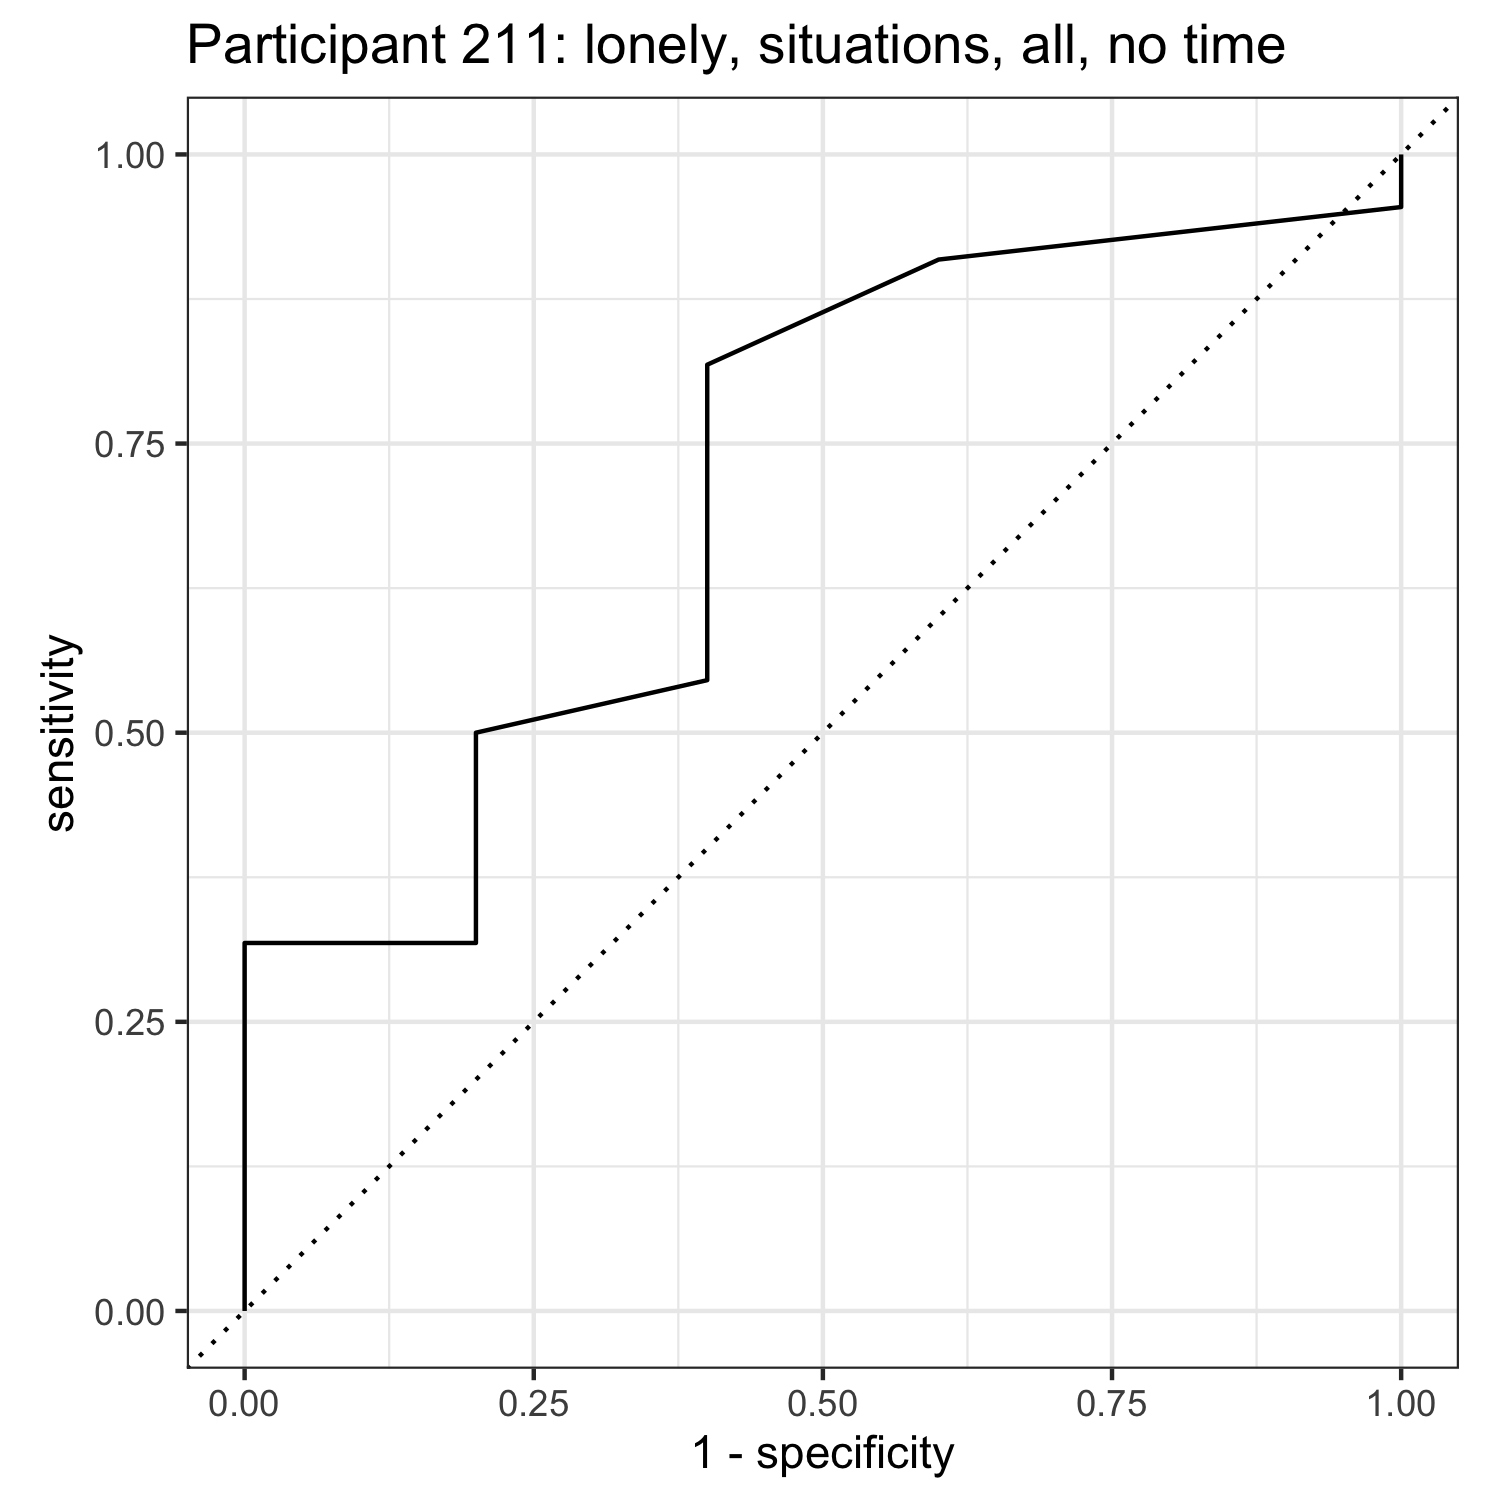 Participant 211: lonely, situations, all, no time
1.00
0.75
0.50
0.25
0.00
sensitivity
0.00 0.25 0.50 0.75 1.00
1 - specificity